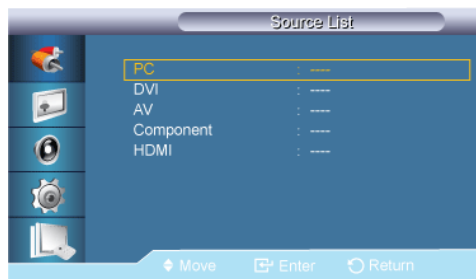 Source List
PC : ----
DVI : ----
AV : ----
Component : ----
HDMI : ----
Move Enter Return